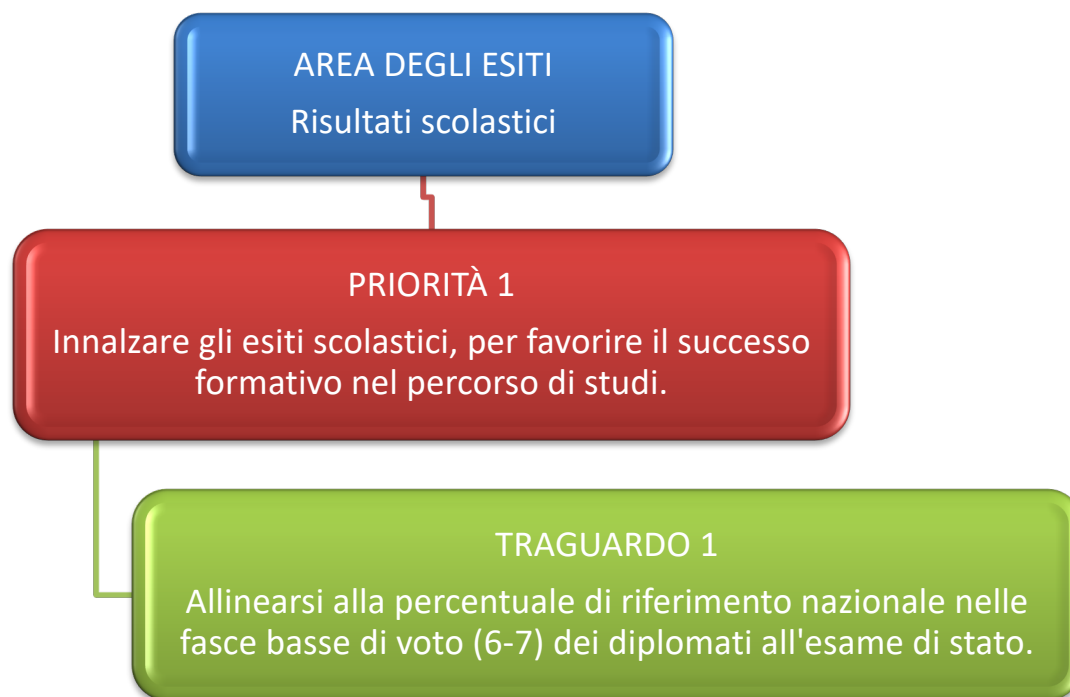 AREA DEGLI ESITI
Risultati scolastici
PRIORITÀ 1
Innalzare gli esiti scolastici, per favorire il successo
formativo nel percorso di studi.
TRAGUARDO 1
Allinearsi alla percentuale di riferimento nazionale nelle
fasce basse di voto (6-7) dei diplomati all'esame di stato.